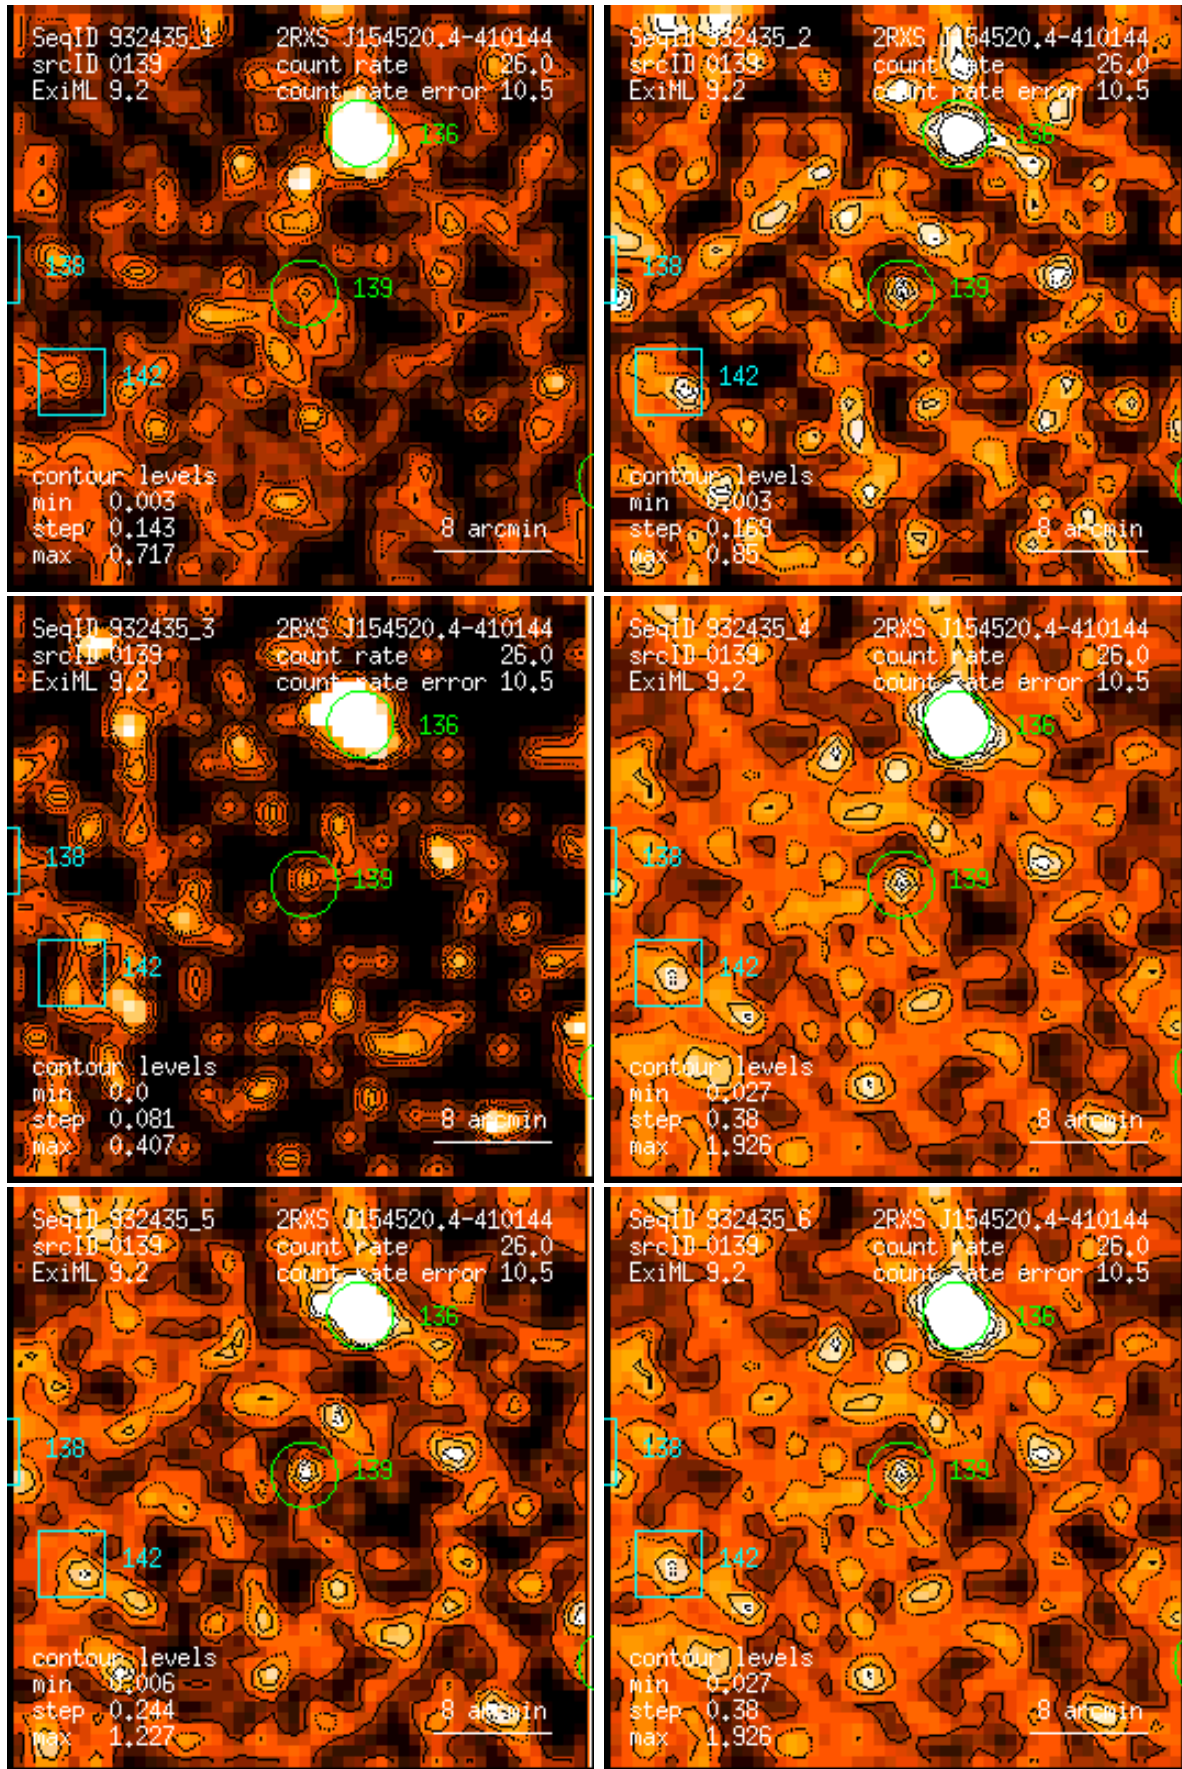 SeqID 932435_1 2RXS J154520.4-410144
srcID 0139 count rate 26.0
ExiML 9.2 count rate error 10.5
136
138
139
142
contour levels
min 0.003
step 0.143 8 arcmin
max 0.717
SeqID 932435_2 2RXS J154520.4-410144
srcID 0139 count rate 26.0
ExiML 9.2 count rate error 10.5
136
138
139
142
contour levels
min 0.003
step 0.169 8 arcmin
max 0.85
SeqID 932435_3 2RXS J154520.4-410144
srcID 0139 count rate 26.0
ExiML 9.2 count rate error 10.5
136
138
139
142
contour levels
min 0.0
step 0.081 8 arcmin
max 0.407
SeqID 932435_4 2RXS J154520.4-410144
srcID 0139 count rate 26.0
ExiML 9.2 count rate error 10.5
136
138
139
142
contour levels
min 0.027
step 0.38 8 arcmin
max 1.926
SeqID 932435_5 2RXS J154520.4-410144
srcID 0139 count rate 26.0
ExiML 9.2 count rate error 10.5
136
138
139
142
contour levels
min 0.006
step 0.244 8 arcmin
max 1.227
SeqID 932435_6 2RXS J154520.4-410144
srcID 0139 count rate 26.0
ExiML 9.2 count rate error 10.5
136
138
139
142
contour levels
min 0.027
step 0.38 8 arcmin
max 1.926